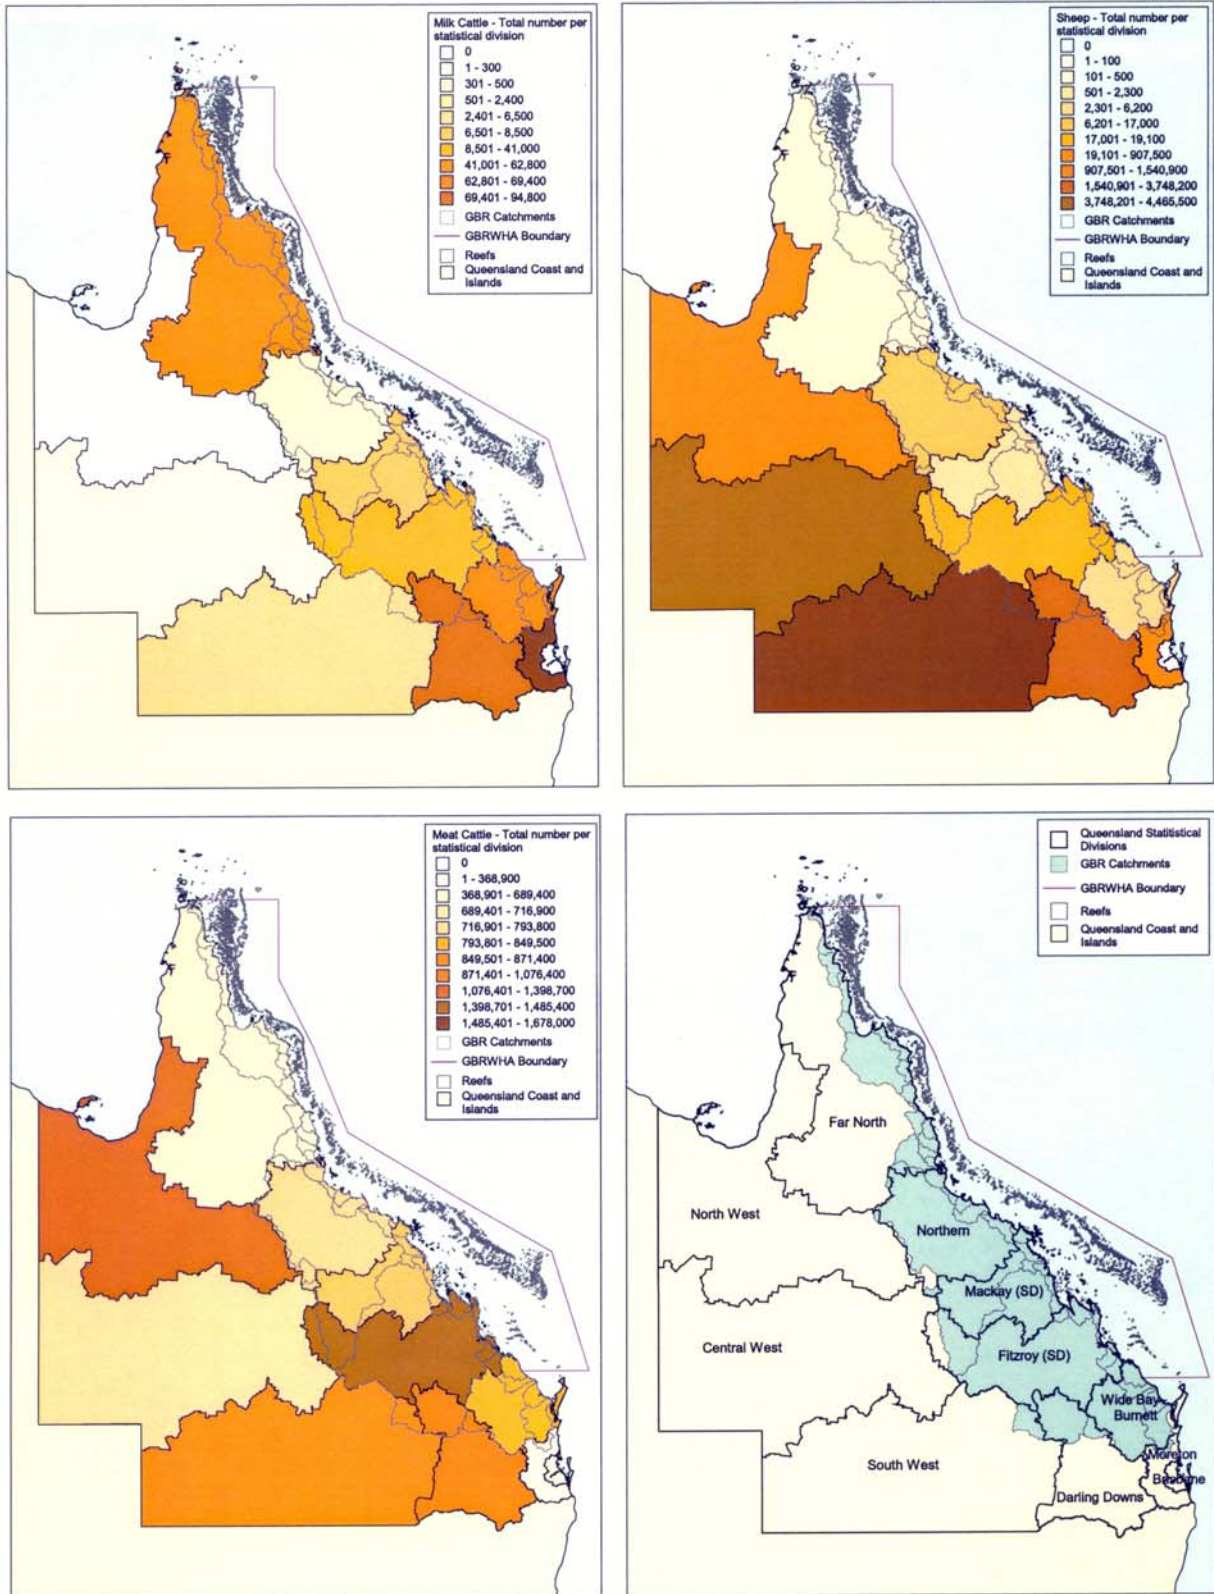 Milk Cattle - Total number per
statistical division
0
1 - 300
301 - 500
501 - 2,400
2,401 - 6,500
6,501 - 8,500
8,501 - 41,000
41,001 - 62,800
62,801 - 69,400
69,401 - 94,800
GBR Catchments
GBRWHA Boundary
Reefs
Queensland Coast and
Islands
Sheep - Total number per
statistical division
0
1 - 100
101 - 500
501 - 2,300
2,301 - 6,200
6,201 - 17,000
17,001 - 19,100
19,101 - 907,500
907,501 - 1,540,900
1,540,901 - 3,748,200
3,748,201 - 4,465,500
GBR Catchments
GBRWHA Boundary
Reefs
Queensland Coast and
Islands
Meat Cattle - Total number per
statistical division
0
1 - 368,900
368,901 - 689,400
689,401 - 716,900
716,901 - 793,800
793,801 - 849,500
849,501 - 871,400
871,401 - 1,076,400
1,076,401 - 1,398,700
1,398,701 - 1,485,400
1,485,401 - 1,678,000
GBR Catchments
GBRWHA Boundary
Reefs
Queensland Coast and
Islands
Queensland Statitistical
Divisions
GBR Catchments
GBRWHA Boundary
Reefs
Queensland Coast and
Islands
Far North
North West
Northern
Mackay (SD)
Central West
Fitzroy (SD)
Wide Bay-
Burnett
Moreton
South West
Brisbane
Darling Downs